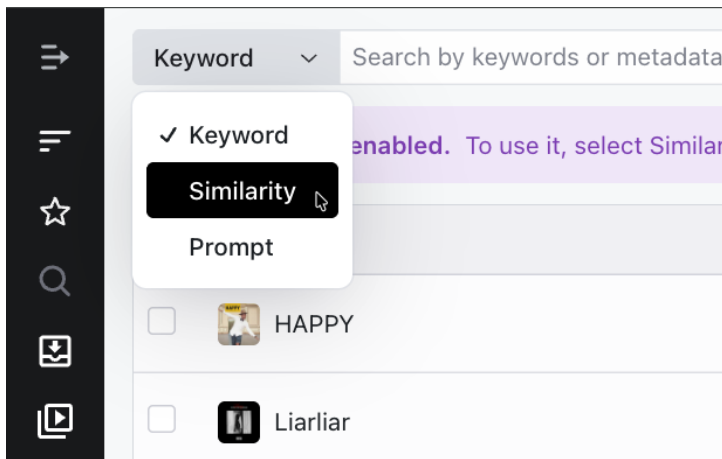 Keyword
Search by keywords or metadata
Keyword
enabled. To use it, select Similar
Similarity
Prompt
HAPPY
Liarliar